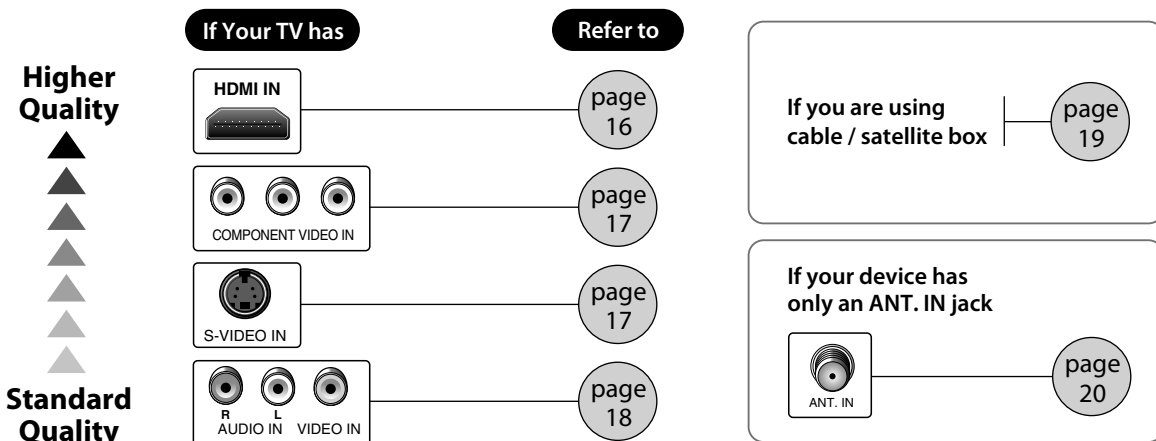 If Your TV has
Refer to
Higher
Quality
HDMI IN
page
16
COMPONENT VIDEO IN
page
17
S-VIDEO IN
page
17
R
L
AUDIO IN
VIDEO IN
page
18
Standard
Quality
If you are using
cable / satellite box
page
19
If your device has
only an ANT. IN jack
ANT. IN
page
20